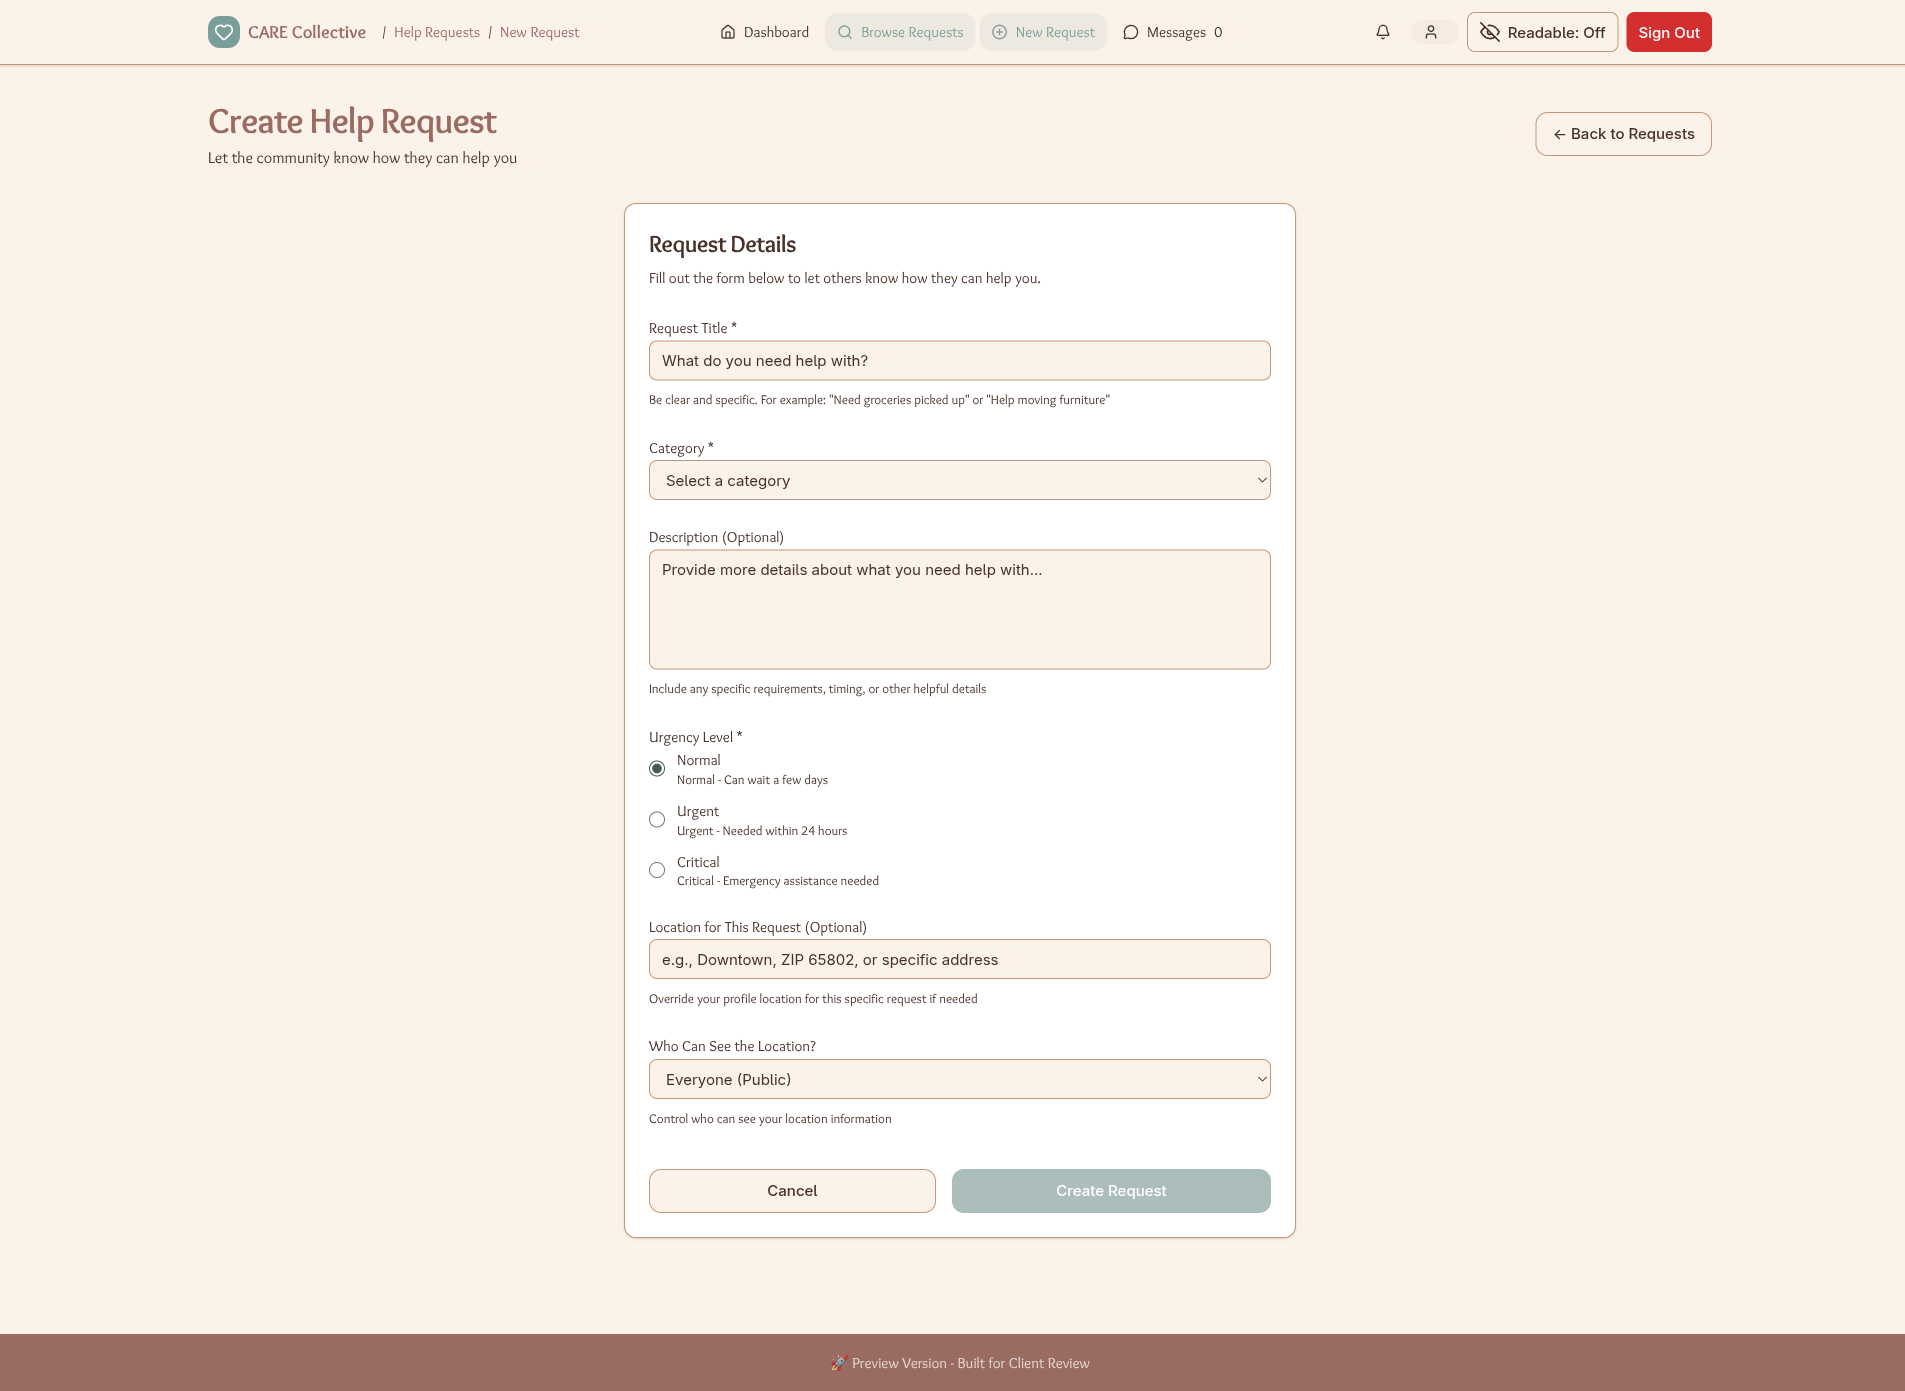 CARE Collective / Help Requests / New Request Dashboard Browse Requests New Request Messages 0 Readable: Off Sign Out
Create Help Request
Let the community know how they can help you
← Back to Requests
Request Details
Fill out the form below to let others know how they can help you.
Request Title *
What do you need help with?
Be clear and specific. For example: "Need groceries picked up" or "Help moving furniture"
Category *
Select a category
Description (Optional)
Provide more details about what you need help with...
Include any specific requirements, timing, or other helpful details
Urgency Level *
Normal
Normal - Can wait a few days
Urgent
Urgent - Needed within 24 hours
Critical
Critical - Emergency assistance needed
Location for This Request (Optional)
e.g., Downtown, ZIP 65802, or specific address
Override your profile location for this specific request if needed
Who Can See the Location?
Everyone (Public)
Control who can see your location information
Cancel Create Request
🚀 Preview Version - Built for Client Review